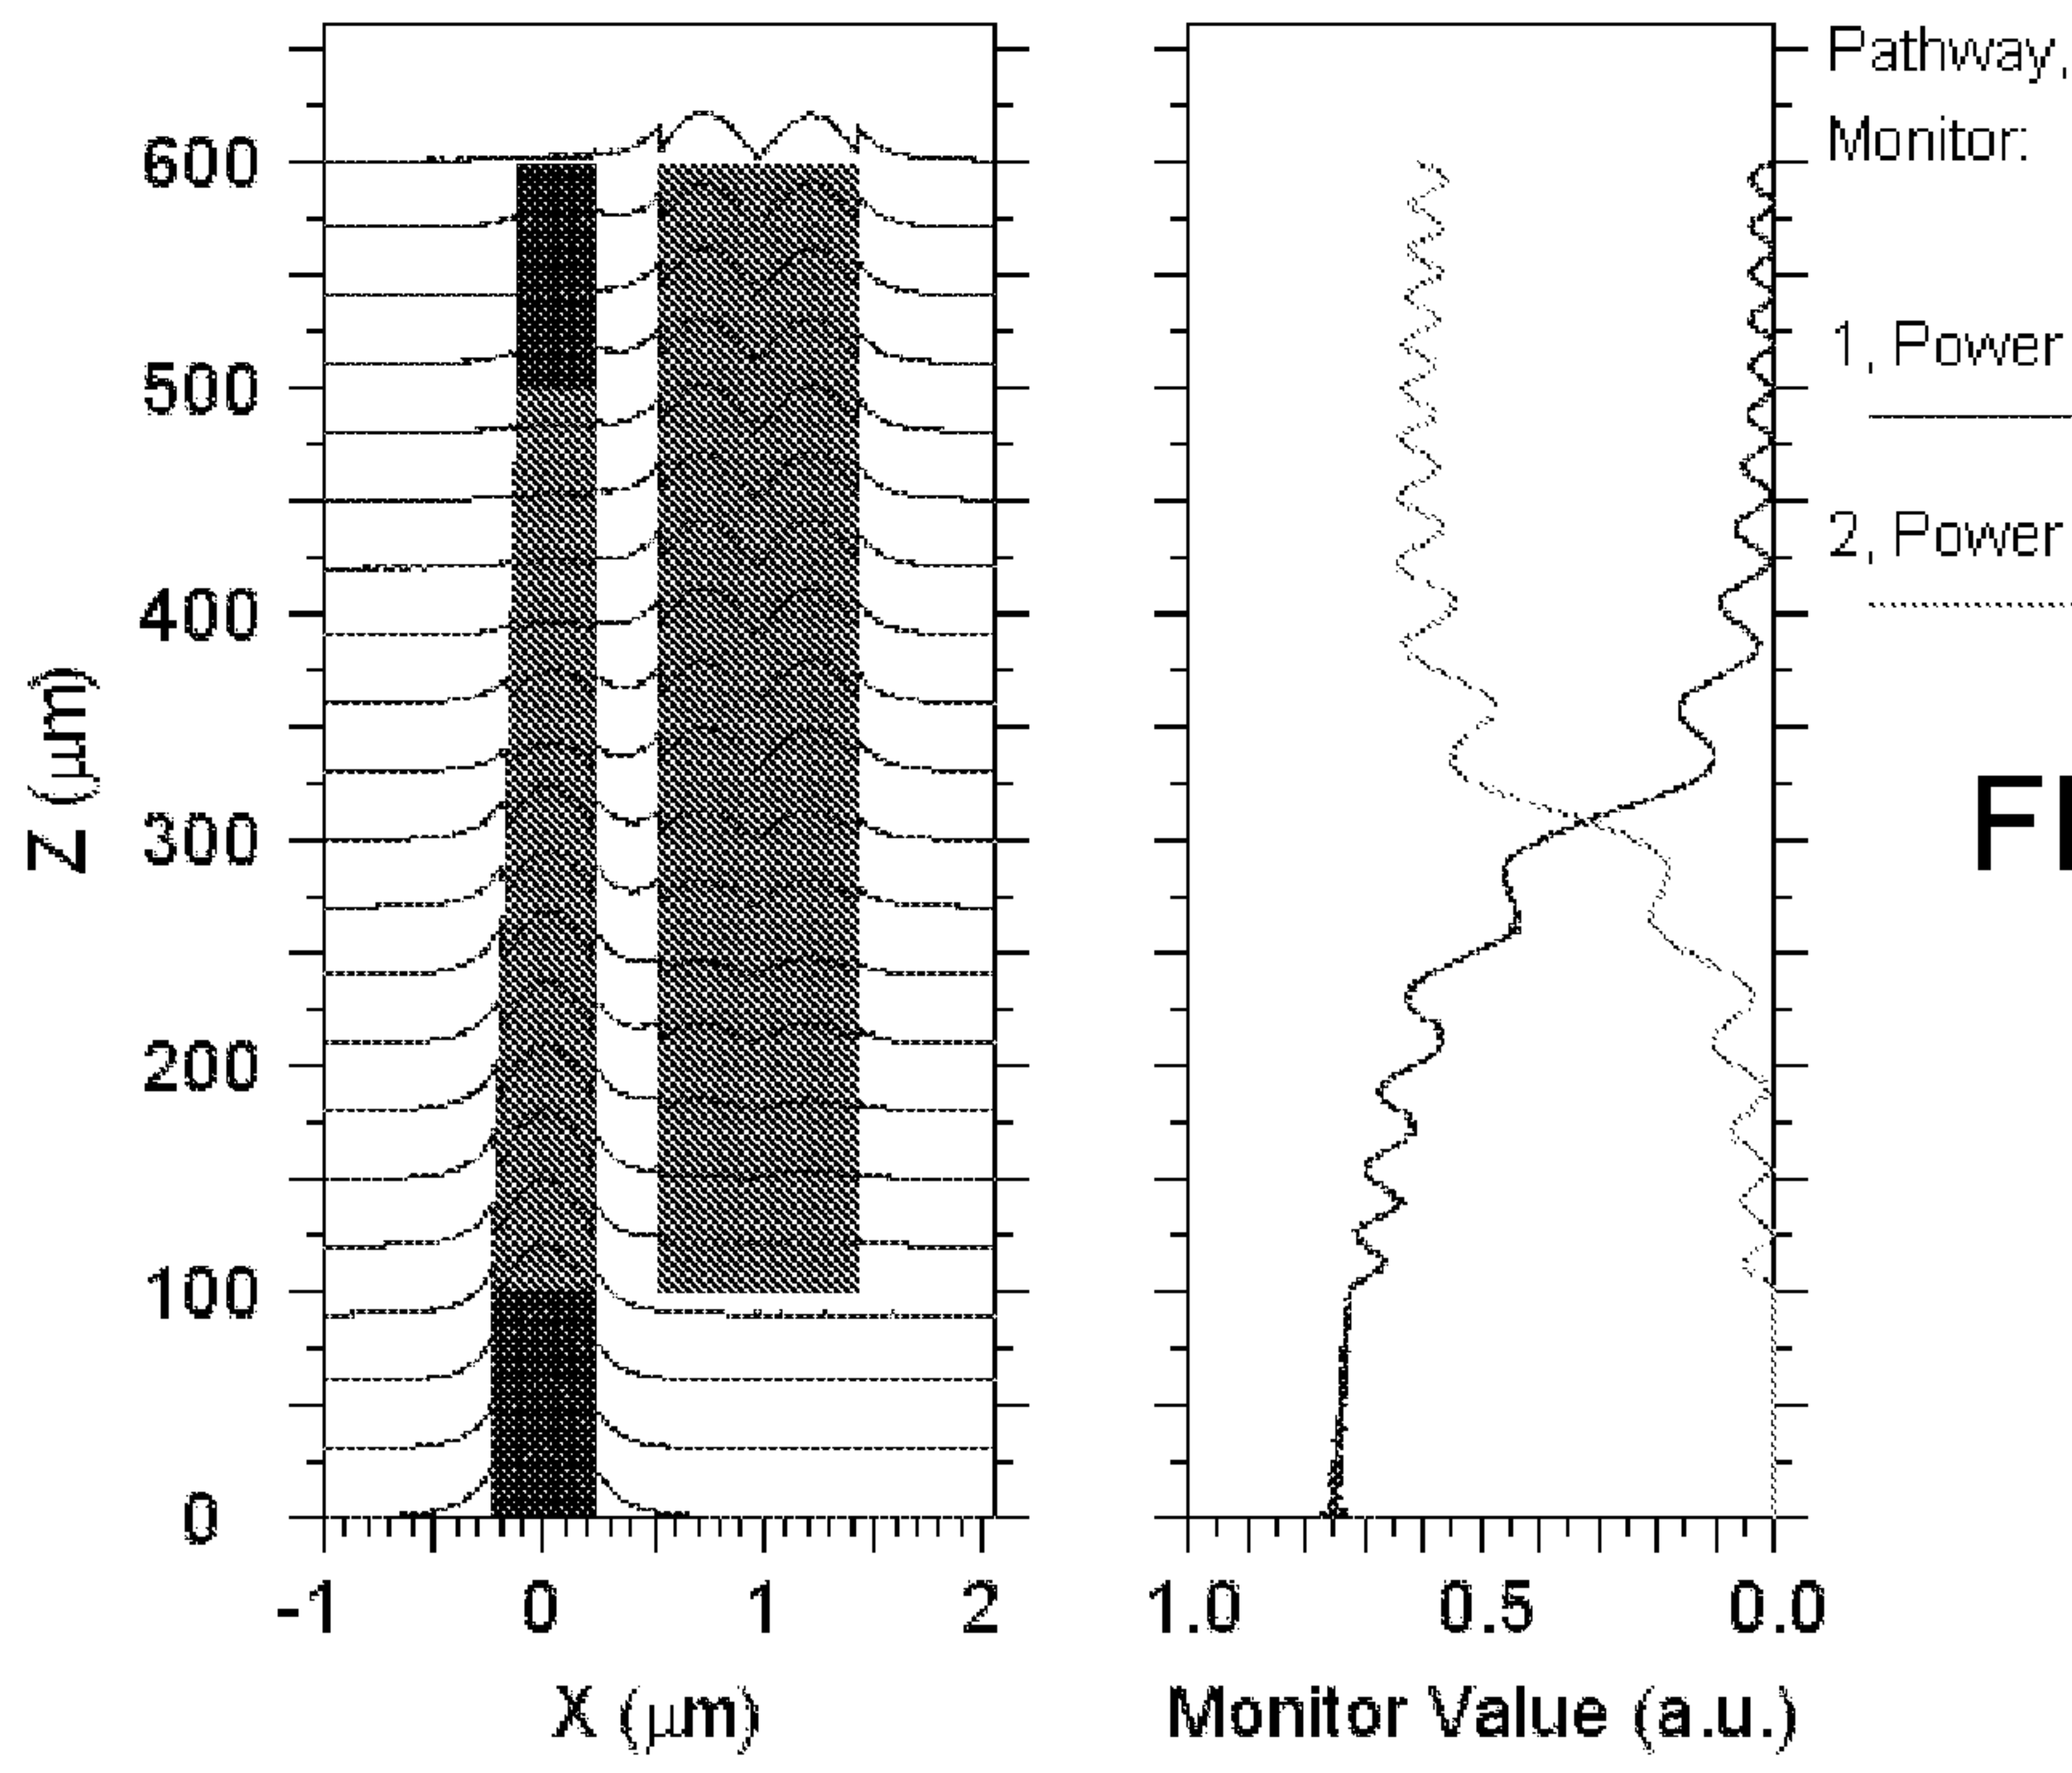 600
500
400
300
200
100
0
Z (μm)
-1 0 1 2
X (μm)
1.0 0.5 0.0
Monitor Value (a.u.)
Pathway,
Monitor:
1, Power
2, Power